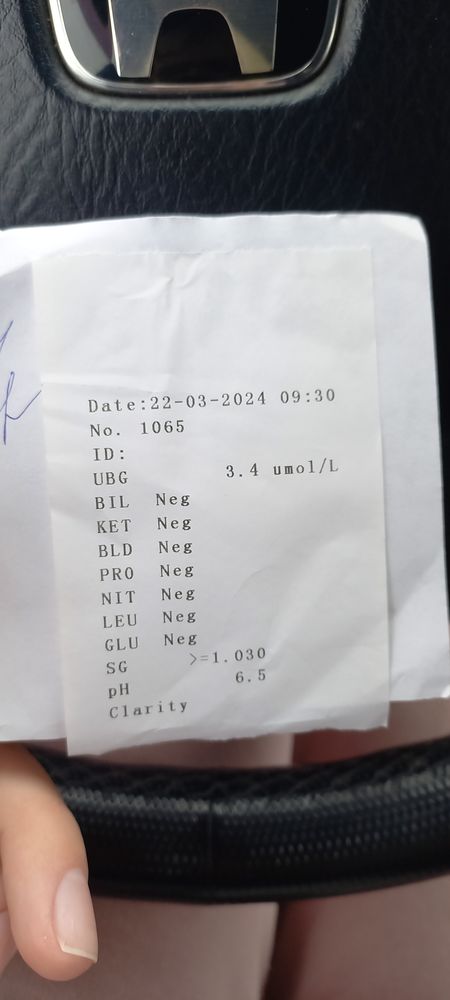 Date:22-03-2024 09:30
No. 1065
ID:
UBG 3.4 umol/L
BIL Neg
KET Neg
BLD Neg
PRO Neg
NIT Neg
LEU Neg
GLU Neg
SG >=1.030
pH 6.5
Clarity